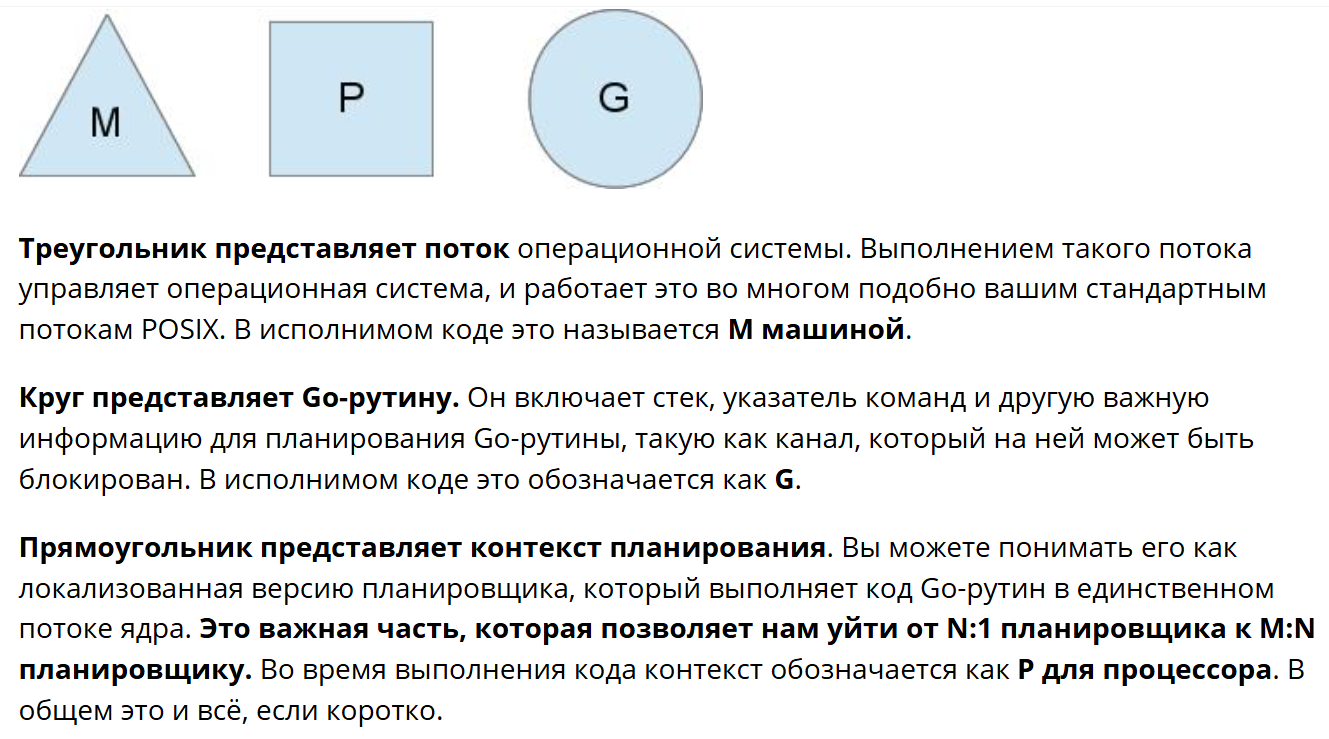 M P G
Треугольник представляет поток операционной системы. Выполнением такого потока
управляет операционная система, и работает это во многом подобно вашим стандартным
потокам POSIX. В исполнимом коде это называется M машиной.
Круг представляет Go-рутину. Он включает стек, указатель команд и другую важную
информацию для планирования Go-рутины, такую как канал, который на ней может быть
блокирован. В исполнимом коде это обозначается как G.
Прямоугольник представляет контекст планирования. Вы можете понимать его как
локализованная версию планировщика, который выполняет код Go-рутин в единственном
потоке ядра. Это важная часть, которая позволяет нам уйти от N:1 планировщика к M:N
планировщику. Во время выполнения кода контекст обозначается как P для процессора. В
общем это и всё, если коротко.